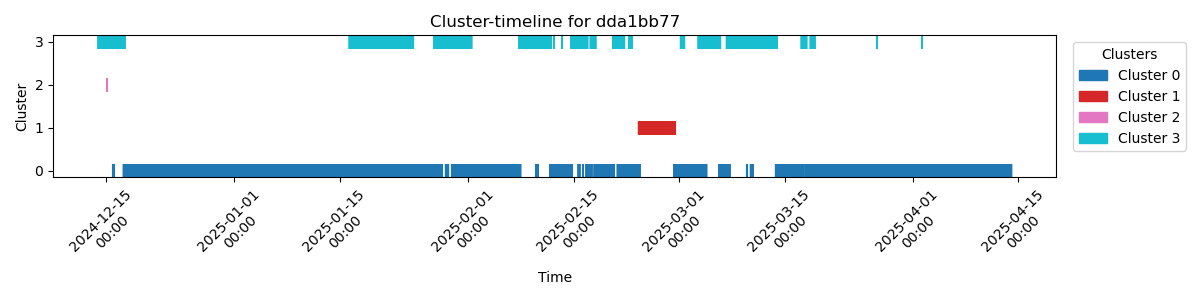 Cluster-timeline for dda1bb77
Cluster
3
2
1
0
2024-12-15
00:00
2025-01-01
00:00
2025-01-15
00:00
2025-02-01
00:00
2025-02-15
00:00
2025-03-01
00:00
2025-03-15
00:00
2025-04-01
00:00
2025-04-15
00:00
Time
Clusters
Cluster 0
Cluster 1
Cluster 2
Cluster 3